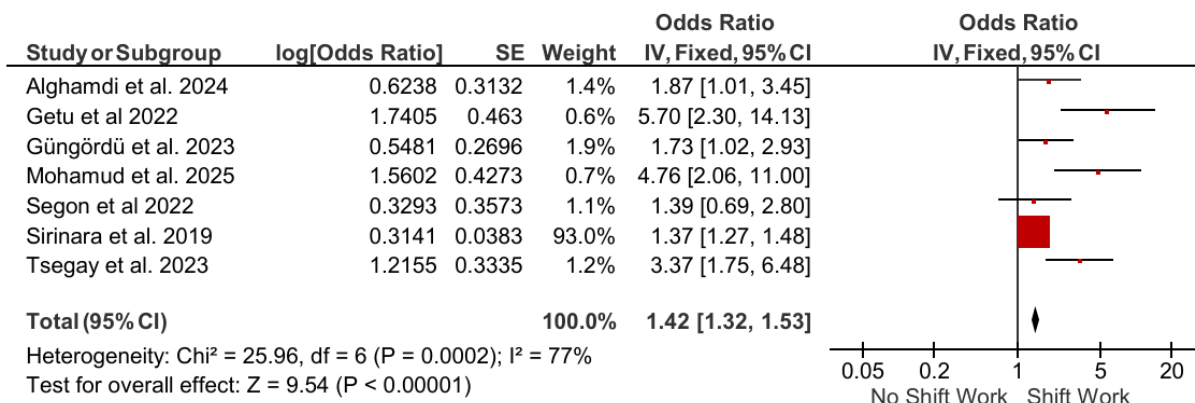 Odds Ratio Odds Ratio
Study or Subgroup log[Odds Ratio] SE Weight IV, Fixed, 95% CI IV, Fixed, 95% CI
Alghamdi et al. 2024 0.6238 0.3132 1.4% 1.87 [1.01, 3.45]
Getu et al 2022 1.7405 0.463 0.6% 5.70 [2.30, 14.13]
Güngördü et al. 2023 0.5481 0.2696 1.9% 1.73 [1.02, 2.93]
Mohamud et al. 2025 1.5602 0.4273 0.7% 4.76 [2.06, 11.00]
Segon et al 2022 0.3293 0.3573 1.1% 1.39 [0.69, 2.80]
Sirinara et al. 2019 0.3141 0.0383 93.0% 1.37 [1.27, 1.48]
Tsegay et al. 2023 1.2155 0.3335 1.2% 3.37 [1.75, 6.48]
Total (95% CI) 100.0% 1.42 [1.32, 1.53]
Heterogeneity: Chi² = 25.96, df = 6 (P = 0.0002); I² = 77%
Test for overall effect: Z = 9.54 (P < 0.00001)
0.05 0.2 1 5 20
No Shift Work Shift Work